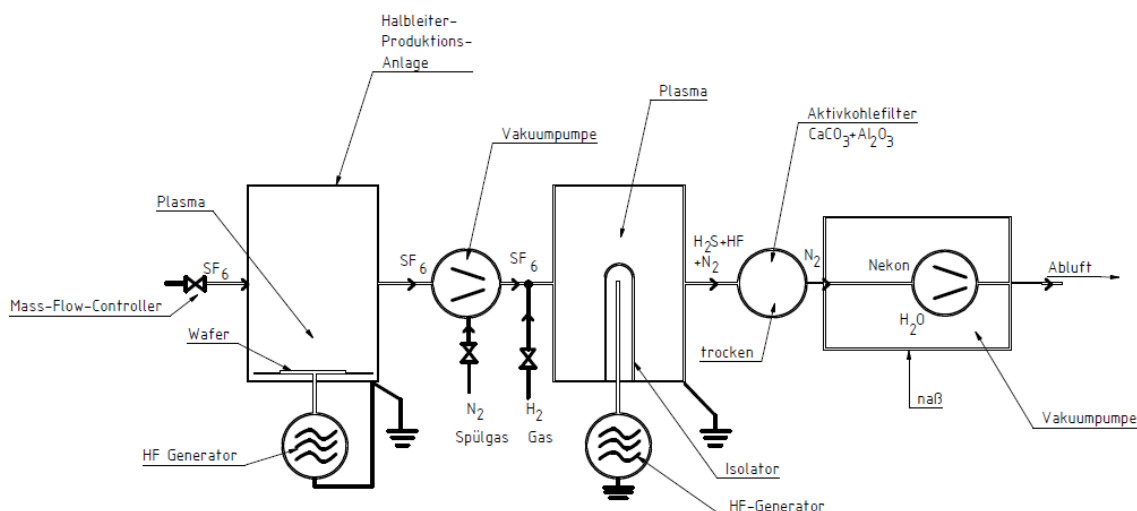 Halbleiter-
Produktions-
Anlage
Plasma
Aktivkohlefilter
CaCO3+Al2O3
Vakuumpumpe
Plasma
SF6
SF6
SF6
H2S+HF
+N2
N2
Nekon
Abluft
Mass-Flow-Controller
H2O
Wafer
trocken
naß
N2
H2
Spülgas
Gas
Vakuumpumpe
HF Generator
Isolator
HF-Generator